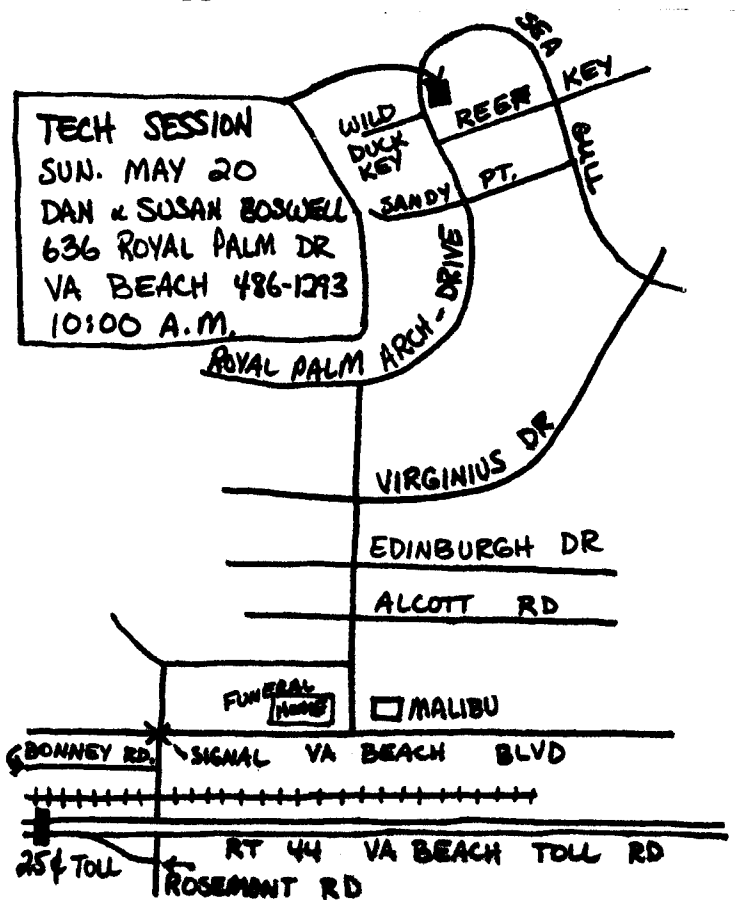 TECH SESSION
SUN. MAY 20
DAN & SUSAN BOSWELL
636 ROYAL PALM DR
VA BEACH 486-1293
10:00 A.M.
SEA
GULL
REEF KEY
WILD
DUCK
KEY
SANDY PT.
ROYAL PALM ARCH-DRIVE
VIRGINIUS DR
EDINBURGH DR
ALCOTT RD
FUNERAL
HOME
MALIBU
BONNEY RD.
SIGNAL VA BEACH BLVD
25¢ TOLL
RT 44 VA BEACH TOLL RD
ROSEMONT RD